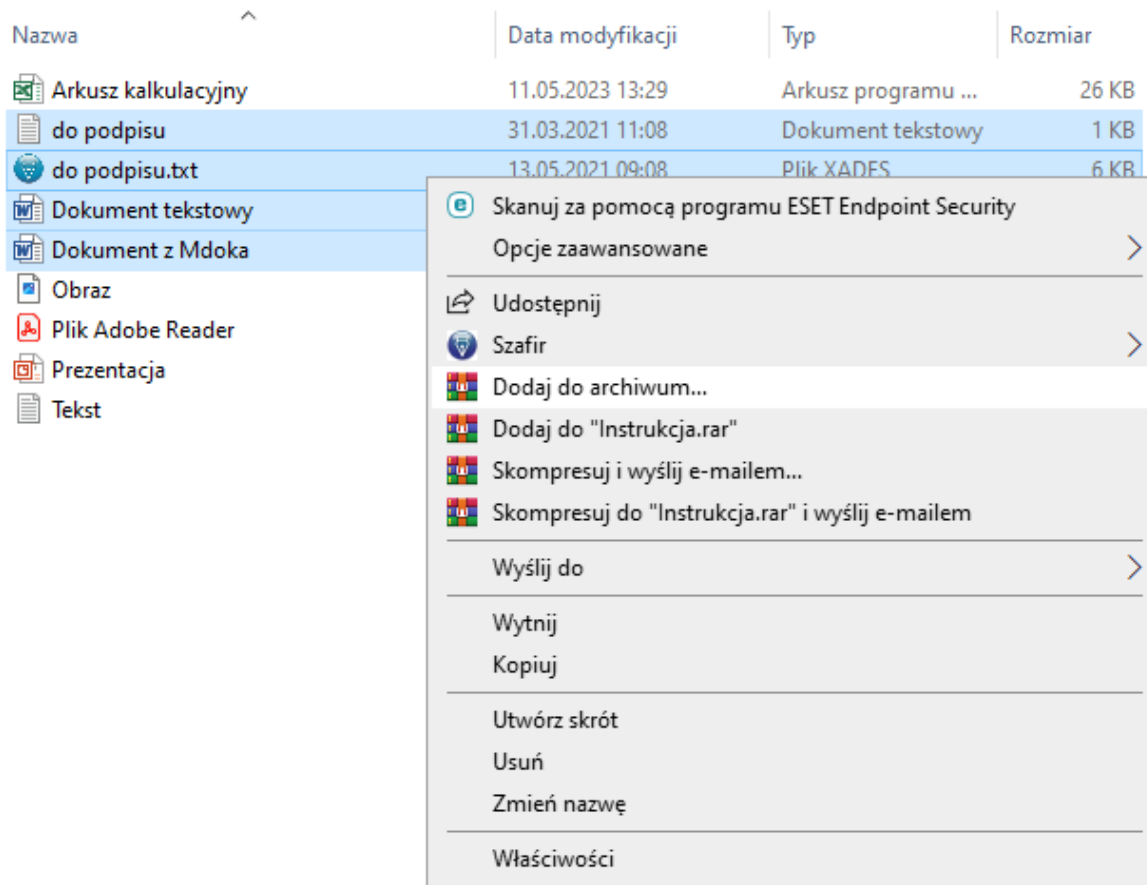 Nazwa Data modyfikacji Typ Rozmiar
Arkusz kalkulacyjny 11.05.2023 13:29 Arkusz programu ... 26 KB
do podpisu 31.03.2021 11:08 Dokument tekstowy 1 KB
do podpisu.txt 13.05.2021 09:08 Plik XADES 6 KB
Dokument tekstowy
Dokument z Mdoka
Obraz
Plik Adobe Reader
Prezentacja
Tekst
Skanuj za pomocą programu ESET Endpoint Security
Opcje zaawansowane
Udostępnij
Szafir
Dodaj do archiwum...
Dodaj do "Instrukcja.rar"
Skompresuj i wyślij e-mailem...
Skompresuj do "Instrukcja.rar" i wyślij e-mailem
Wyślij do
Wytnij
Kopiuj
Utwórz skrót
Usuń
Zmień nazwę
Właściwości